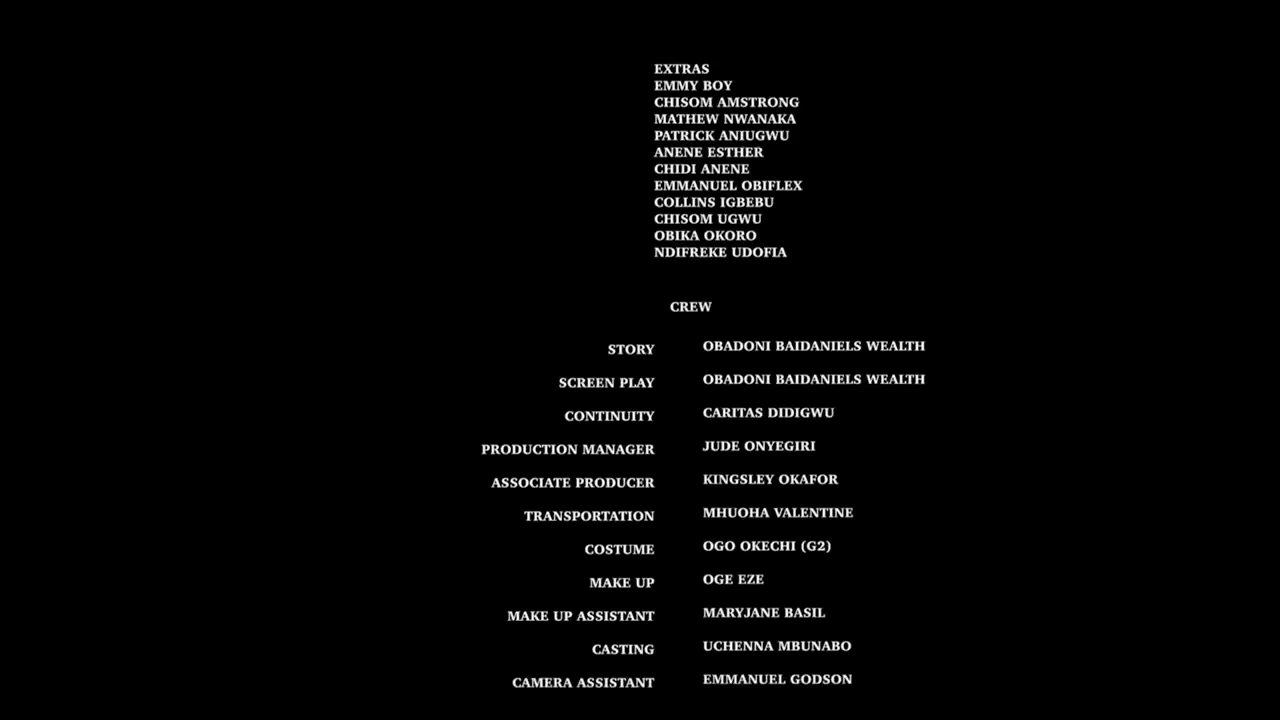 EXTRAS
EMMY BOY
CHISOM AMSTRONG
MATHEW NWANAKA
PATRICK ANIUGWU
ANENE ESTHER
CHIDI ANENE
EMMANUEL OBIFLEX
COLLINS IGBEBU
CHISOM UGWU
OBIKA OKORO
NDIFREKE UDOFIA
CREW
STORY OBADONI BAIDANIELS WEALTH
SCREEN PLAY OBADONI BAIDANIELS WEALTH
CONTINUITY CARITAS DIDIGWU
PRODUCTION MANAGER JUDE ONYEGIRI
ASSOCIATE PRODUCER KINGSLEY OKAFOR
TRANSPORTATION MHUOHA VALENTINE
COSTUME OGO OKECHI (G2)
MAKE UP OGE EZE
MAKE UP ASSISTANT MARYJANE BASIL
CASTING UCHENNA MBUNABO
CAMERA ASSISTANT EMMANUEL GODSON